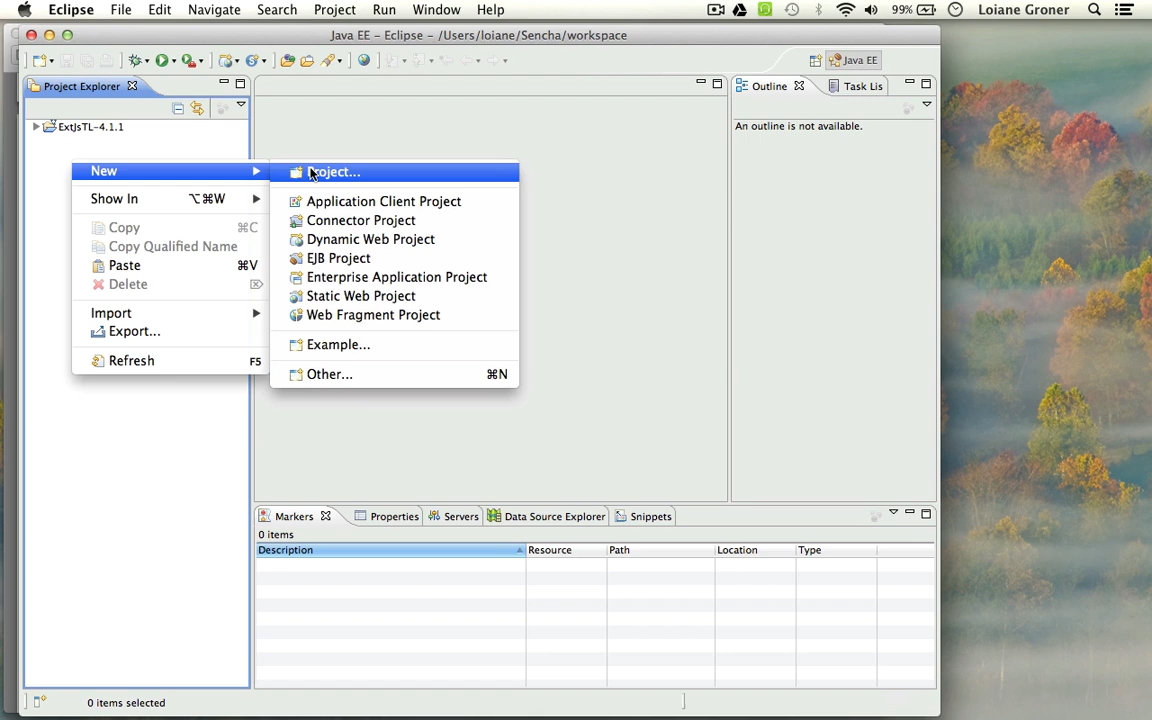 Eclipse File Edit Navigate Search Project Run Window Help 99% Loiane Groner
Java EE - Eclipse - /Users/loiane/Sencha/workspace
Java EE
Project Explorer
Outline Task Lis
ExtJsTL-4.1.1
An outline is not available.
New
Show In ⌥⌘W
Copy ⌘C
Copy Qualified Name
Paste ⌘V
Delete
Import
Export...
Refresh F5
Project...
Application Client Project
Connector Project
Dynamic Web Project
EJB Project
Enterprise Application Project
Static Web Project
Web Fragment Project
Example...
Other... ⌘N
Markers Properties Servers Data Source Explorer Snippets
0 items
Description Resource Path Location Type
0 items selected